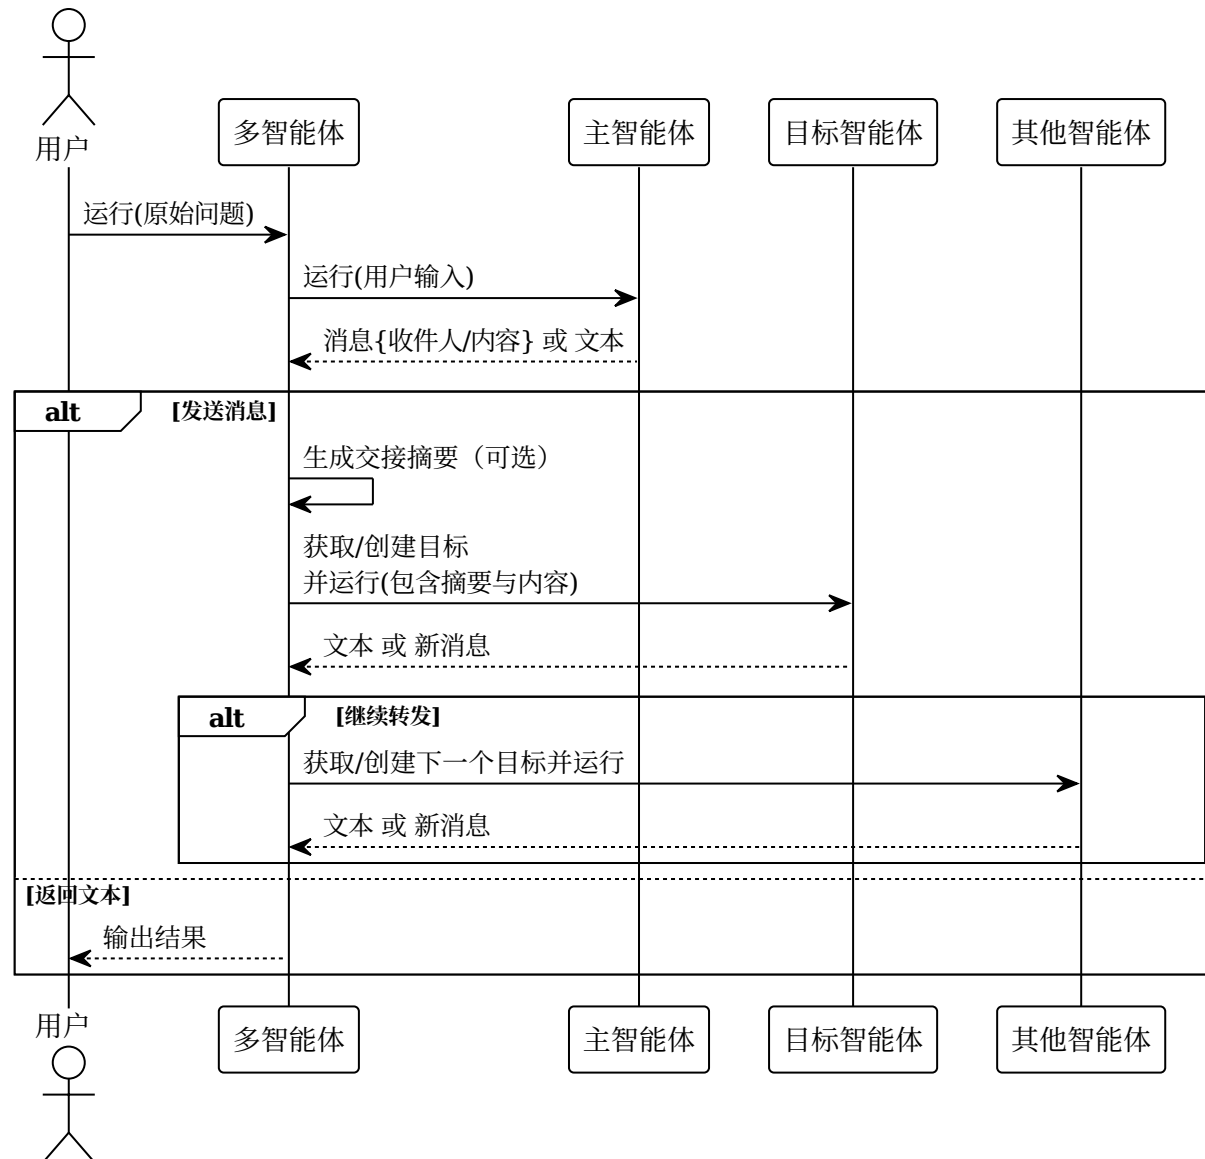 用户
多智能体
主智能体
目标智能体
其他智能体
运行(原始问题)
运行(用户输入)
消息{收件人/内容} 或 文本
alt
[发送消息]
生成交接摘要（可选）
获取/创建目标
并运行(包含摘要与内容)
文本 或 新消息
alt
[继续转发]
获取/创建下一个目标并运行
文本 或 新消息
[返回文本]
输出结果
用户
多智能体
主智能体
目标智能体
其他智能体